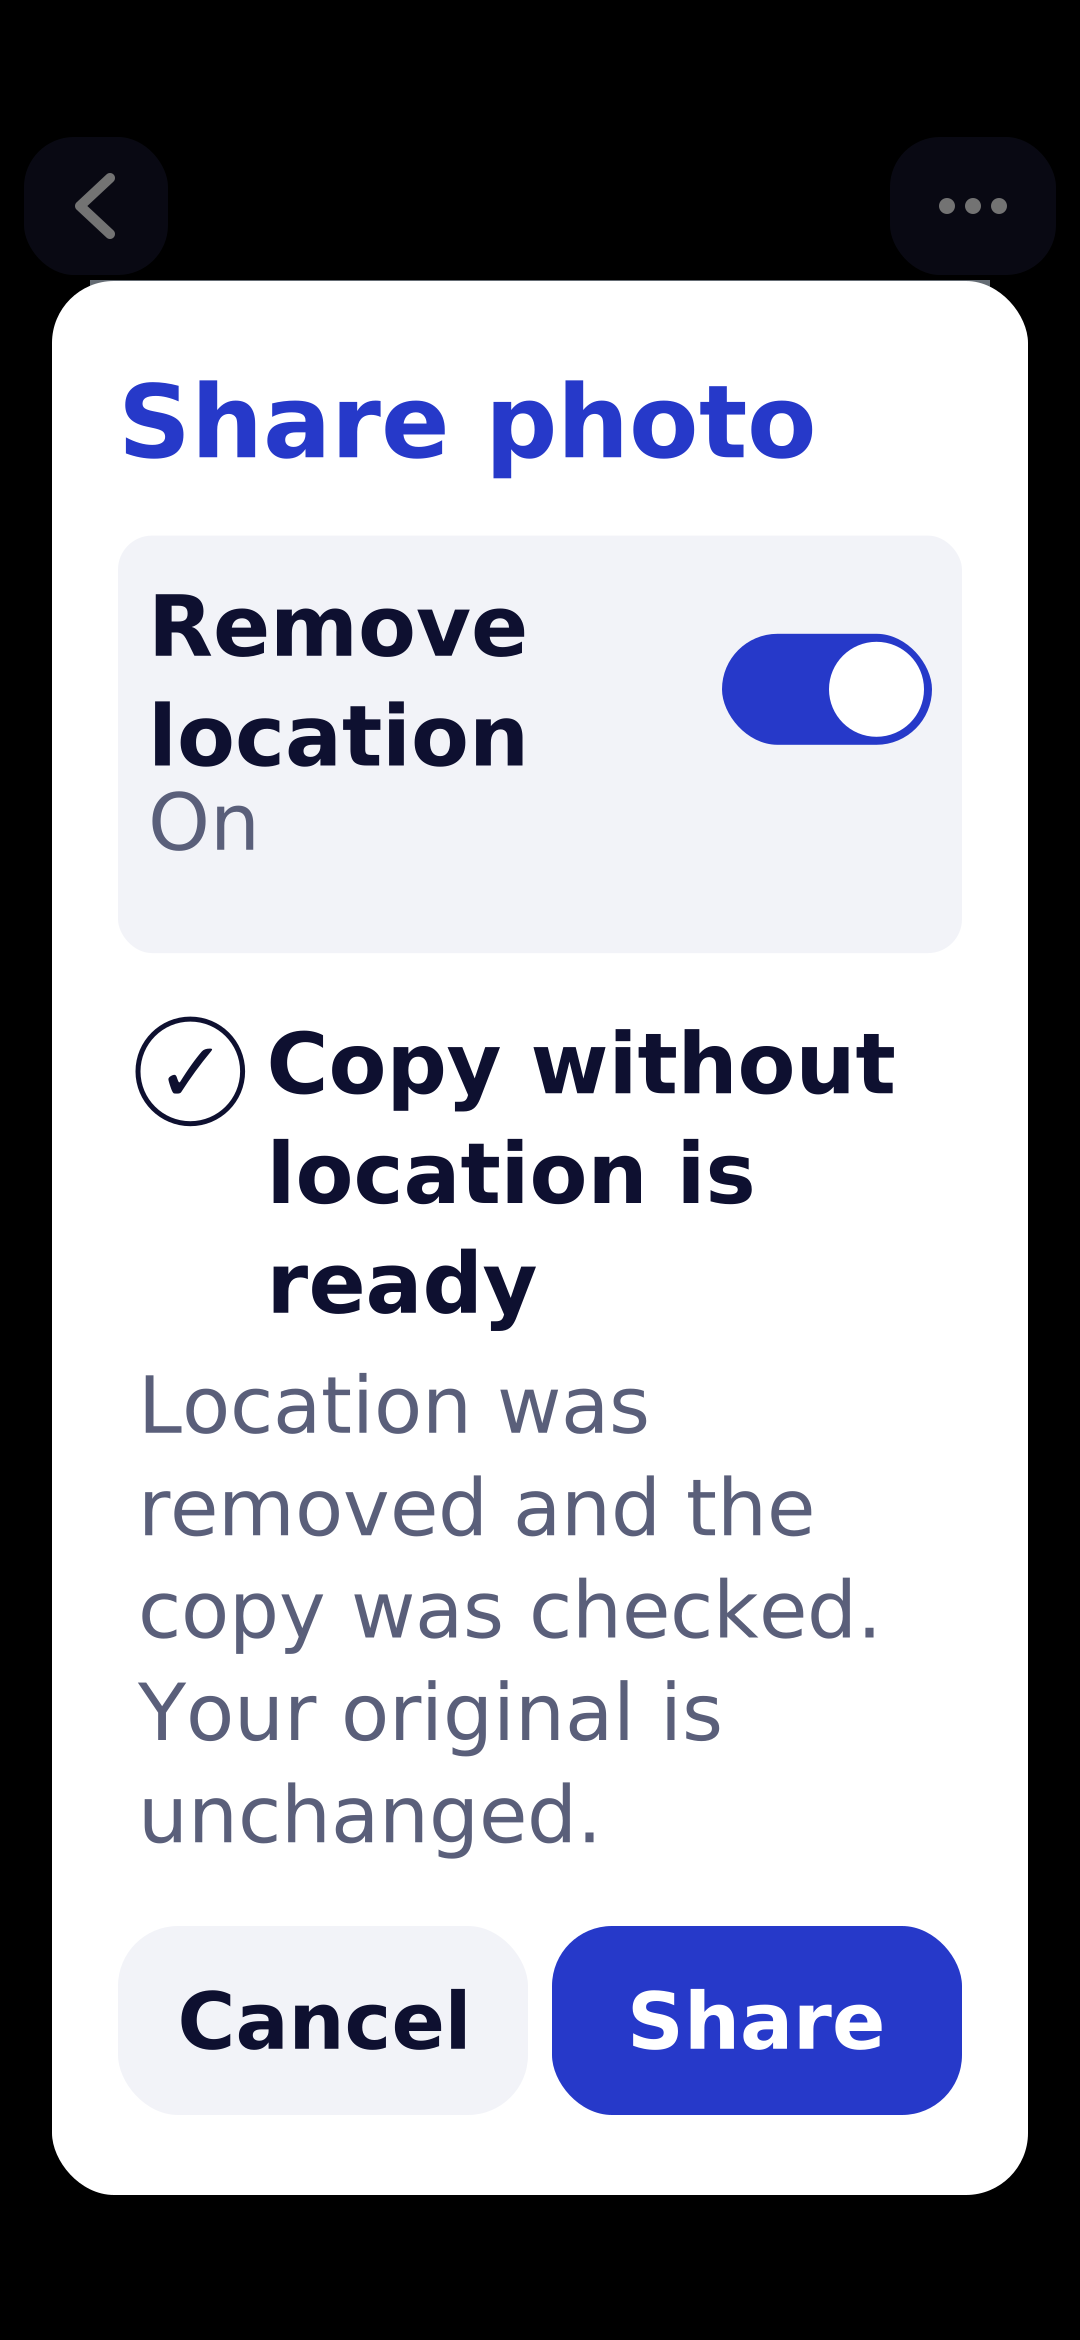 Share photo
Remove
location
On
✓ Copy without
location is
ready
Location was
removed and the
copy was checked.
Your original is
unchanged.
Cancel
Share